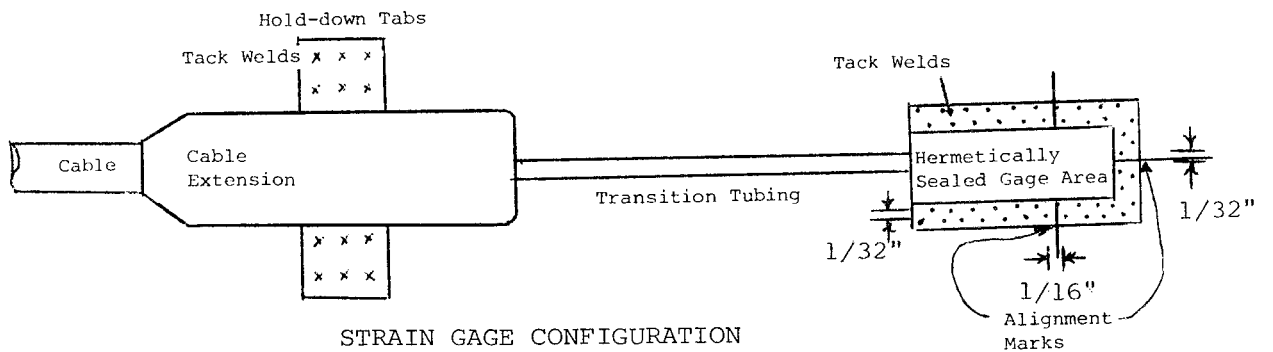 Hold-down Tabs
Tack Welds
Tack Welds
Cable
Cable
Extension
Transition Tubing
Hermetically
Sealed Gage Area
1/32"
1/32"
1/16"
Alignment
Marks
STRAIN GAGE CONFIGURATION